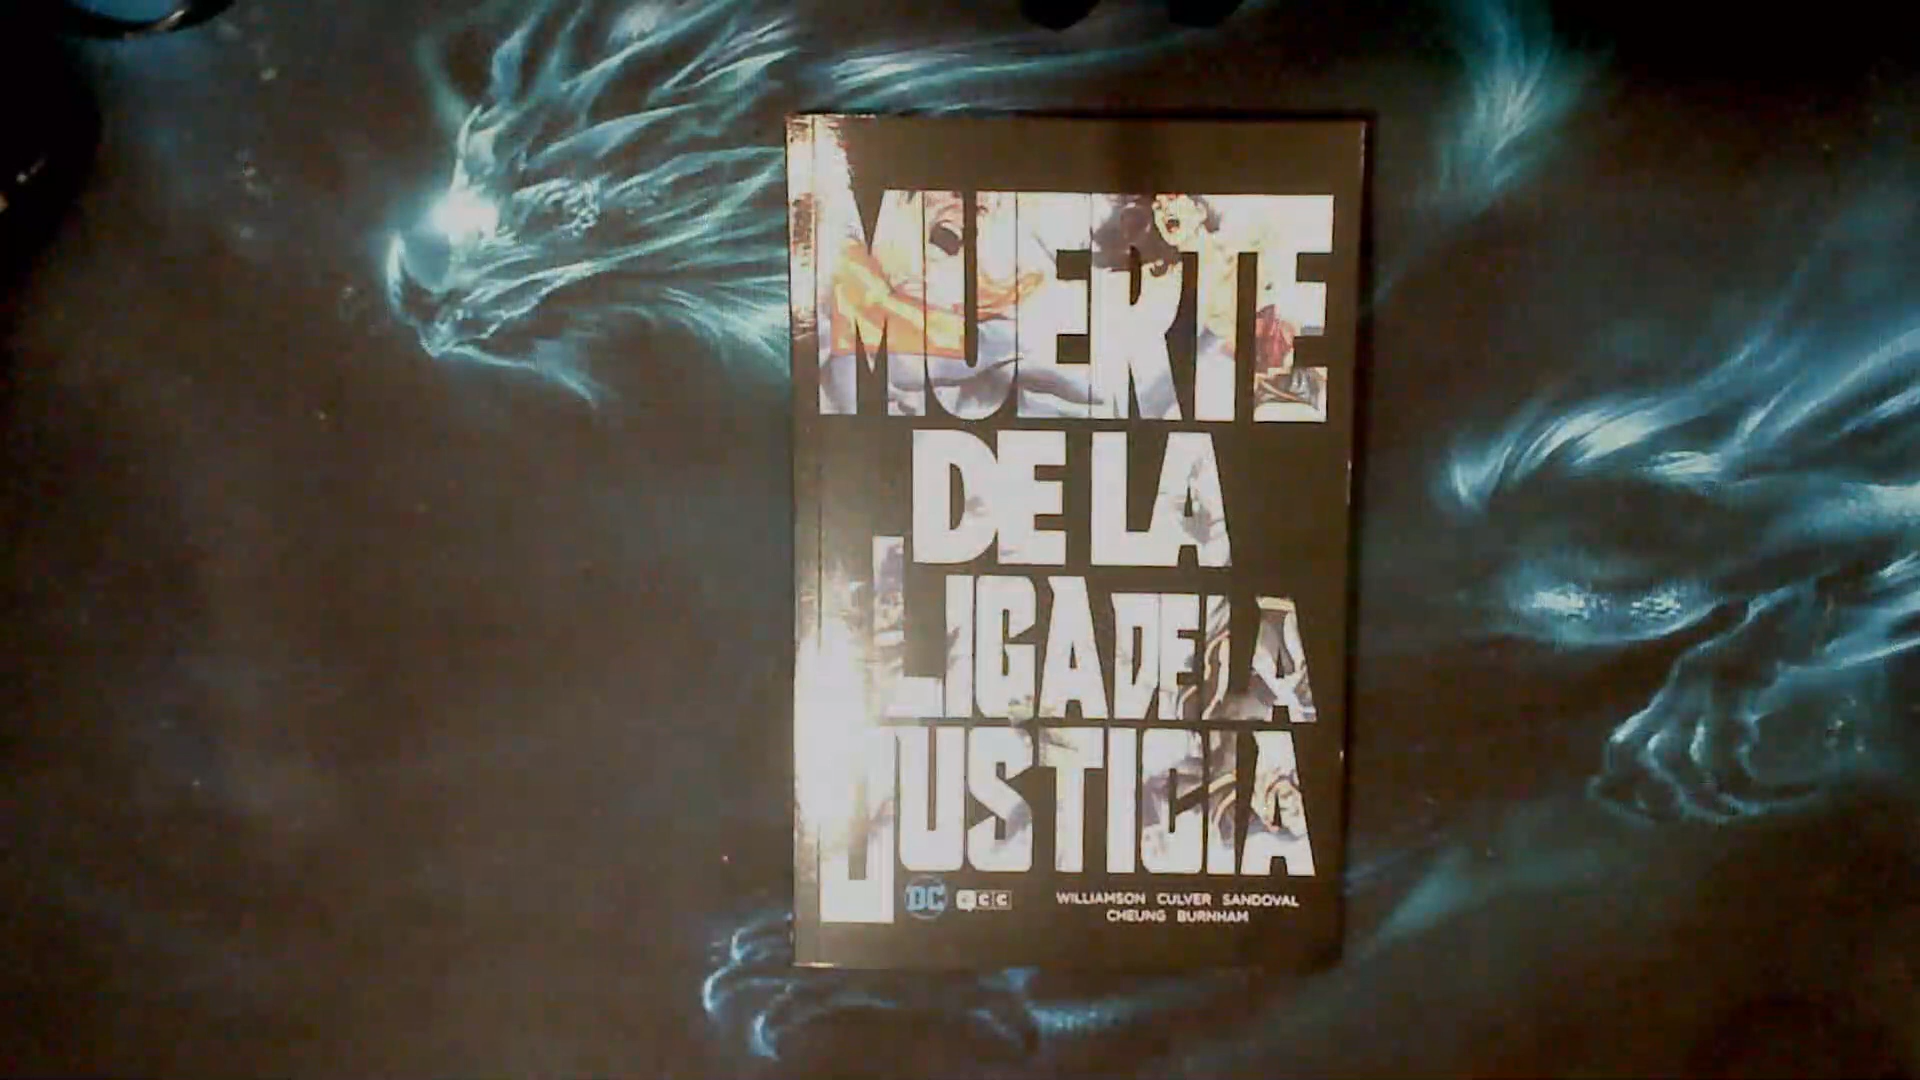 MUERTE
DE LA
LIGA DE LA
JUSTICIA
DC ecc
WILLIAMSON CULVER SANDOVAL
CHEUNG BURNHAM